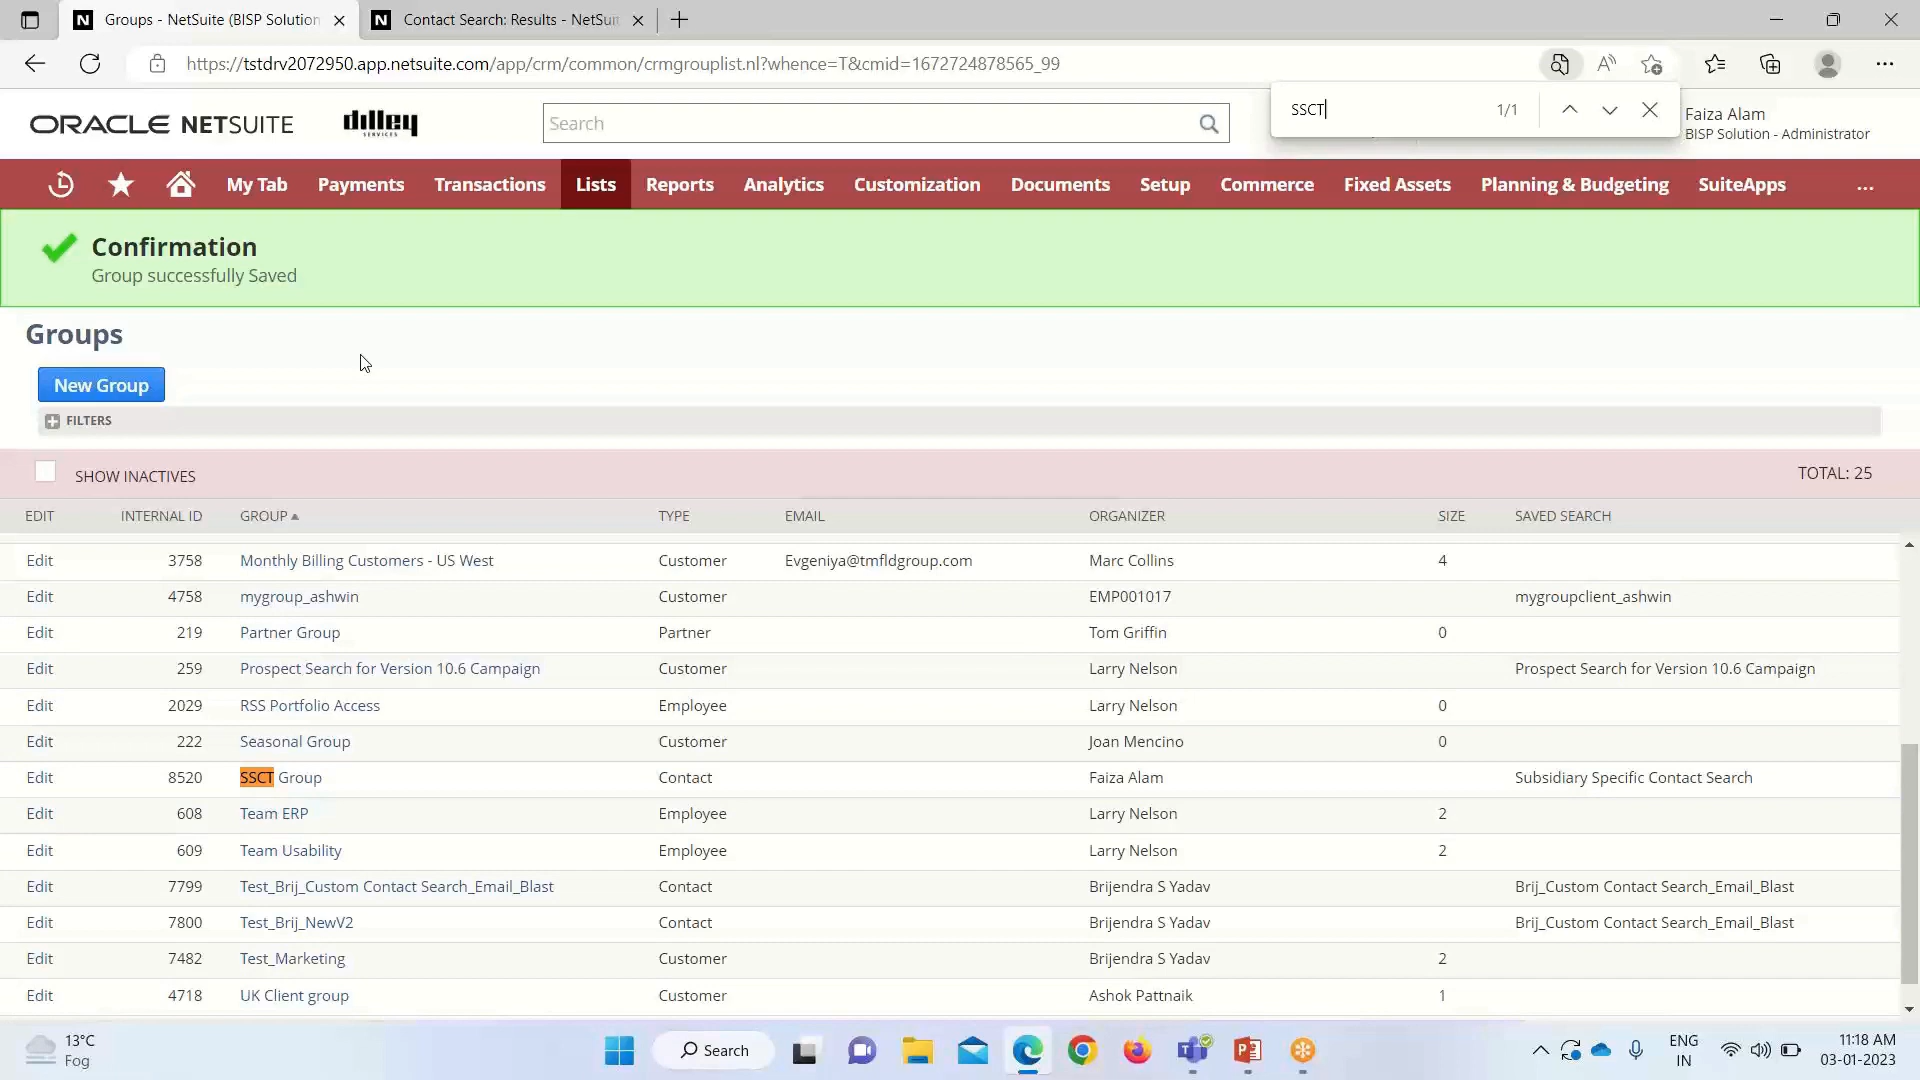 Groups - NetSuite (BISP Solution
Contact Search: Results - NetSui
https://tstdrv2072950.app.netsuite.com/app/crm/common/crmgrouplist.nl?whence=T&cmid=1672724878565_99
SSCT 1/1
ORACLE NETSUITE
dilley
SERVICES
Search
Faiza Alam
BISP Solution - Administrator
My Tab Payments Transactions Lists Reports Analytics Customization Documents Setup Commerce Fixed Assets Planning & Budgeting SuiteApps ...
Confirmation
Group successfully Saved
Groups
New Group
FILTERS
SHOW INACTIVES TOTAL: 25
EDIT INTERNAL ID GROUP TYPE EMAIL ORGANIZER SIZE SAVED SEARCH
Edit 3758 Monthly Billing Customers - US West Customer Evgeniya@tmfldgroup.com Marc Collins 4
Edit 4758 mygroup_ashwin Customer EMP001017 mygroupclient_ashwin
Edit 219 Partner Group Partner Tom Griffin 0
Edit 259 Prospect Search for Version 10.6 Campaign Customer Larry Nelson Prospect Search for Version 10.6 Campaign
Edit 2029 RSS Portfolio Access Employee Larry Nelson 0
Edit 222 Seasonal Group Customer Joan Mencino 0
Edit 8520 SSCT Group Contact Faiza Alam Subsidiary Specific Contact Search
Edit 608 Team ERP Employee Larry Nelson 2
Edit 609 Team Usability Employee Larry Nelson 2
Edit 7799 Test_Brij_Custom Contact Search_Email_Blast Contact Brijendra S Yadav Brij_Custom Contact Search_Email_Blast
Edit 7800 Test_Brij_NewV2 Contact Brijendra S Yadav Brij_Custom Contact Search_Email_Blast
Edit 7482 Test_Marketing Customer Brijendra S Yadav 2
Edit 4718 UK Client group Customer Ashok Pattnaik 1
13°C
Fog
Search
ENG
IN
11:18 AM
03-01-2023